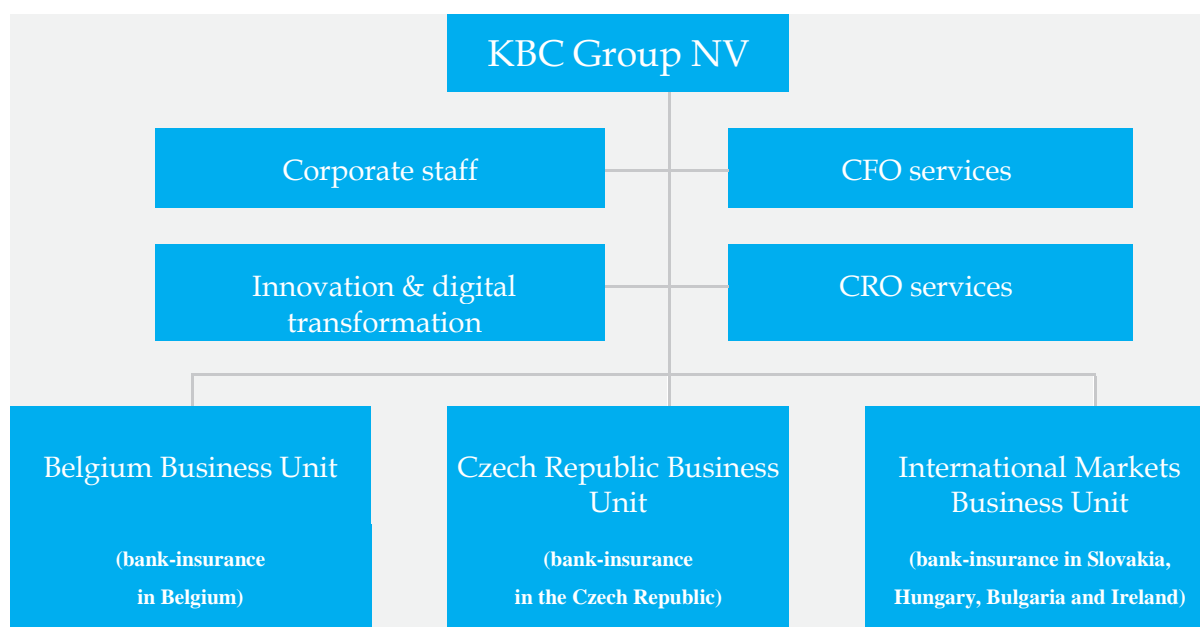 KBC Group NV
Corporate staff
CFO services
Innovation & digital
transformation
CRO services
Belgium Business Unit
(bank-insurance
in Belgium)
Czech Republic Business
Unit
(bank-insurance
in the Czech Republic)
International Markets
Business Unit
(bank-insurance in Slovakia,
Hungary, Bulgaria and Ireland)